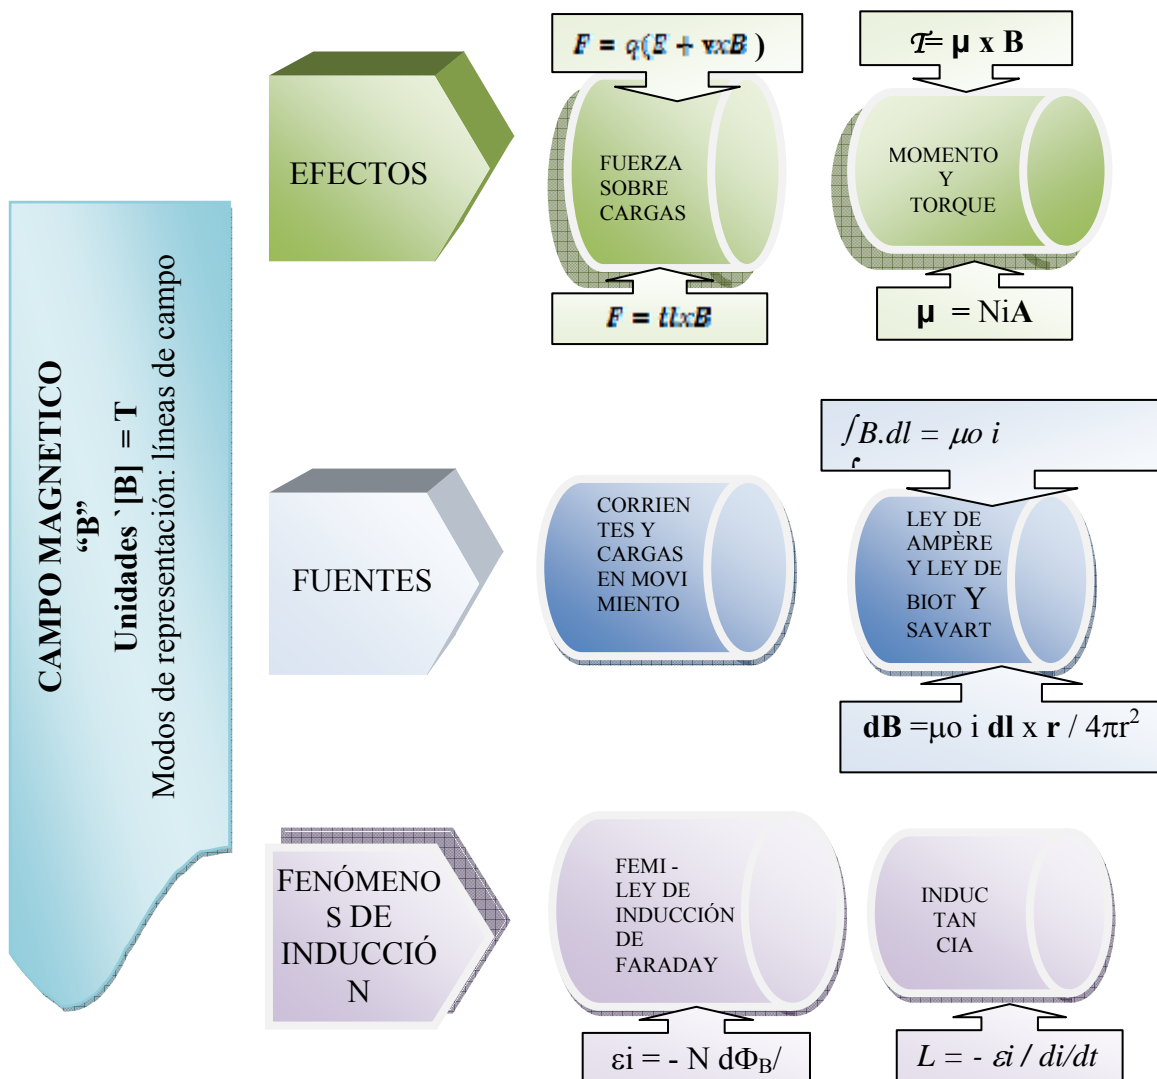 CAMPO MAGNETICO
“B”
Unidades `[B] = T
Modos de representación: líneas de campo
EFECTOS
F = q(E + vxB )
FUERZA
SOBRE
CARGAS
F = ilxB
T= μ x B
MOMENTO
Y
TORQUE
μ = NiA
FUENTES
CORRIEN
TES Y
CARGAS
EN MOVI
MIENTO
∫B.dl = μo i
LEY DE
AMPÈRE
Y LEY DE
BIOT Y
SAVART
dB =μo i dl x r / 4πr²
FENÓMENO
S DE
INDUCCIÓ
N
FEMI -
LEY DE
INDUCCIÓN
DE
FARADAY
εi = - N dΦB/
INDUC
TAN
CIA
L = - εi / di/dt